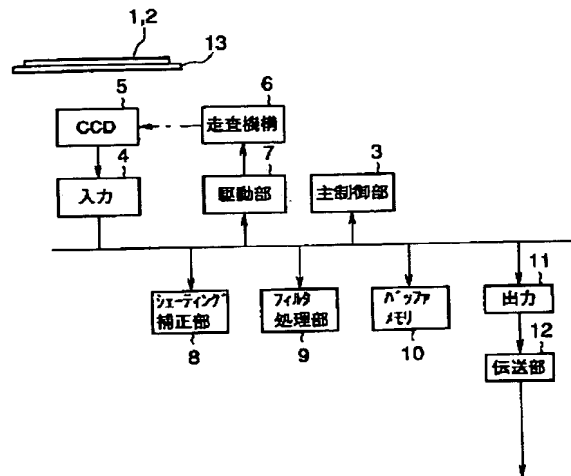 1,2
13
5
CCD
6
走査機構
4
入力
7
駆動部
3
主制御部
シェーディング
補正部
8
フィルタ
処理部
9
バッファ
メモリ
10
11
出力
12
伝送部